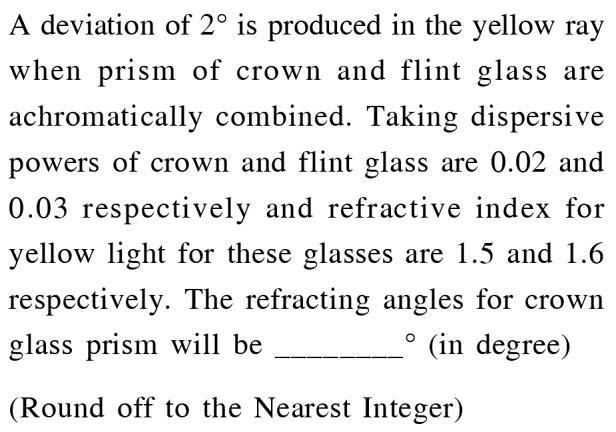 A deviation of 2° is produced in the yellow ray
when prism of crown and flint glass are
achromatically combined. Taking dispersive
powers of crown and flint glass are 0.02 and
0.03 respectively and refractive index for
yellow light for these glasses are 1.5 and 1.6
respectively. The refracting angles for crown
glass prism will be ________° (in degree)
(Round off to the Nearest Integer)